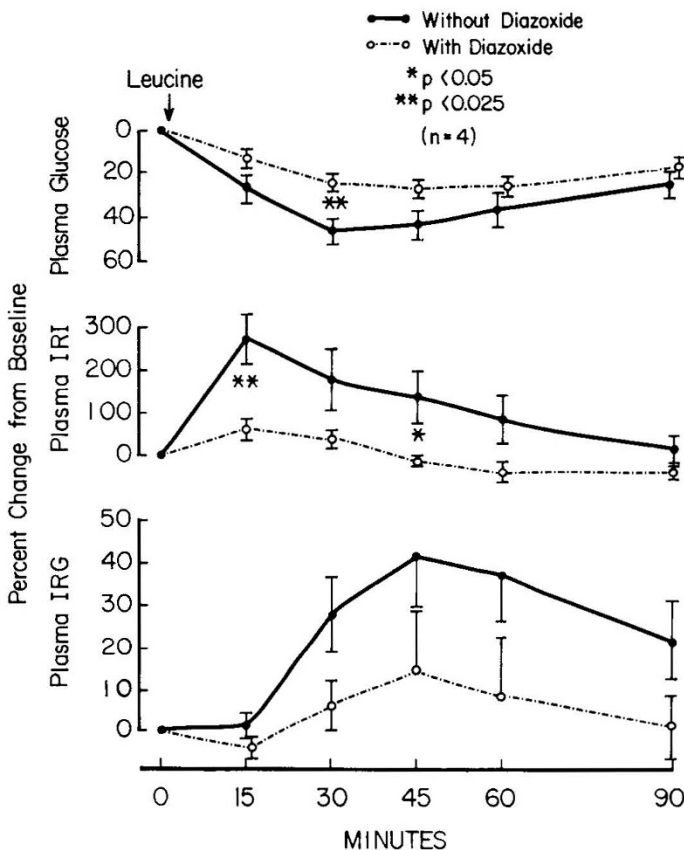 Without Diazoxide
With Diazoxide
* p < 0.05
** p < 0.025
(n = 4)
Leucine
Percent Change from Baseline
Plasma Glucose
0
20
40
60
**
Plasma IRI
300
200
100
0
**
*
Plasma IRG
50
40
30
20
10
0
0 15 30 45 60 90
MINUTES